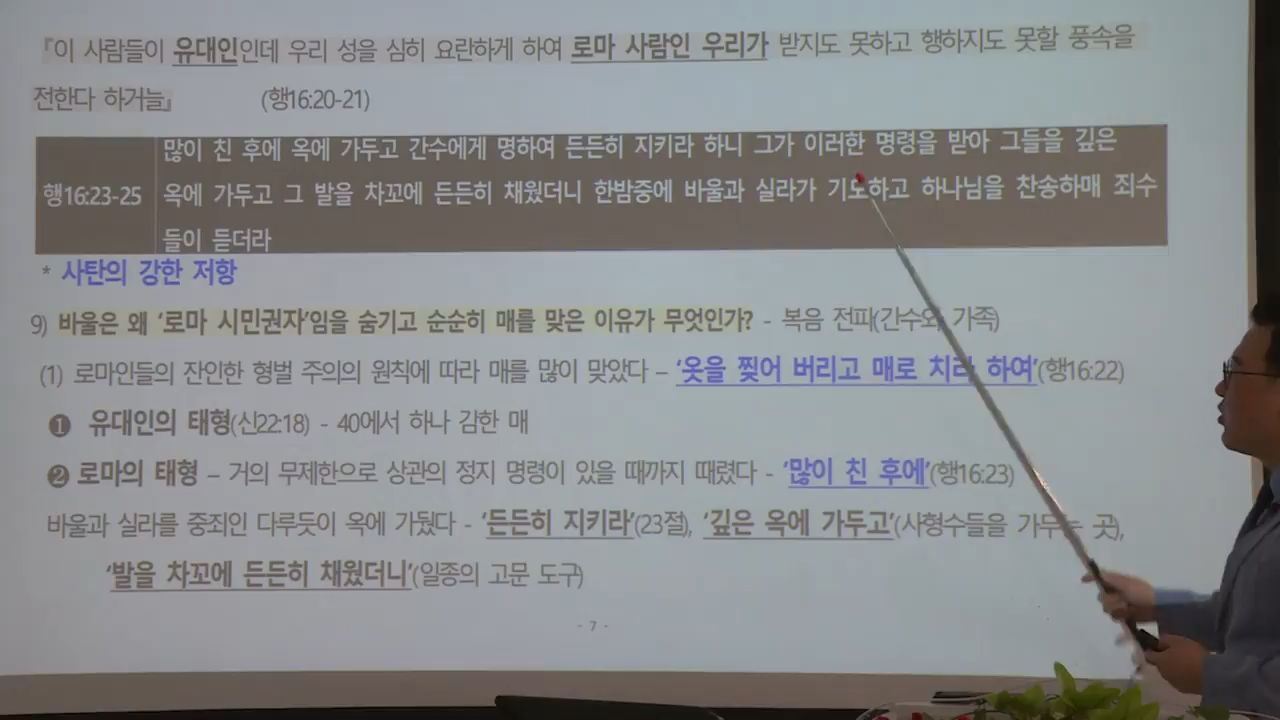 『이 사람들이 유대인인데 우리 성을 심히 요란하게 하여 로마 사람인 우리가 받지도 못하고 행하지도 못할 풍속을
전한다 하거늘』 (행16:20-21)
많이 친 후에 옥에 가두고 간수에게 명하여 든든히 지키라 하니 그가 이러한 명령을 받아 그들을 깊은
행16:23-25 옥에 가두고 그 발을 차꼬에 든든히 채웠더니 한밤중에 바울과 실라가 기도하고 하나님을 찬송하매 죄수
들이 듣더라
* 사탄의 강한 저항
9) 바울은 왜 '로마 시민권자'임을 숨기고 순순히 매를 맞은 이유가 무엇인가? - 복음 전파(간수와 가족)
(1) 로마인들의 잔인한 형벌 주의의 원칙에 따라 매를 많이 맞았다 – '옷을 찢어 버리고 매로 치라 하여'(행16:22)
❶ 유대인의 태형(신22:18) - 40에서 하나 감한 매
❷ 로마의 태형 – 거의 무제한으로 상관의 정지 명령이 있을 때까지 때렸다 - '많이 친 후에'(행16:23)
바울과 실라를 중죄인 다루듯이 옥에 가뒀다 - '든든히 지키라'(23절), '깊은 옥에 가두고'(사형수들을 가두는 곳),
'발을 차꼬에 든든히 채웠더니'(일종의 고문 도구)
- 7 -